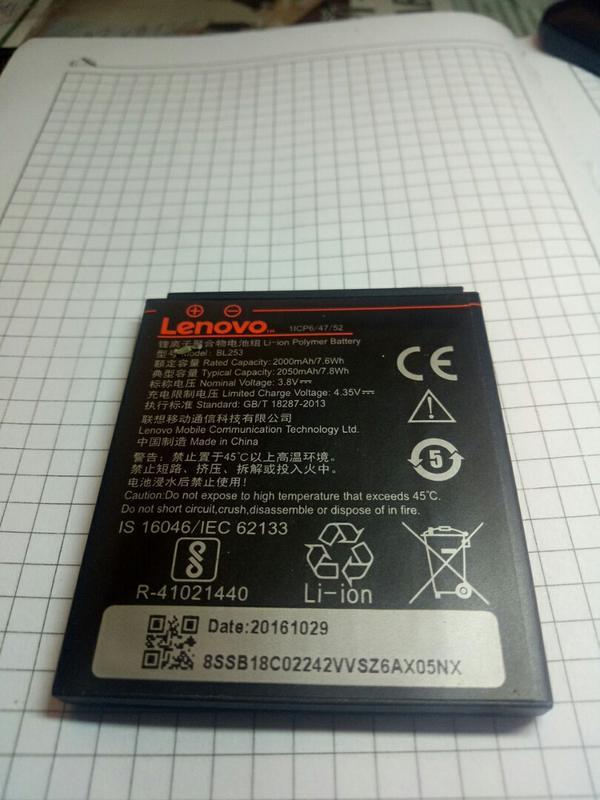 Lenovo™ 1ICP6/47/52
锂离子聚合物电池组 Li-ion Polymer Battery
型号 Model: BL253
额定容量 Rated Capacity: 2000mAh/7.6Wh
典型容量 Typical Capacity: 2050mAh/7.8Wh
标称电压 Nominal Voltage: 3.8V⎓
充电限制电压 Limited Charge Voltage: 4.35V⎓
执行标准 Standard: GB/T 18287-2013
联想移动通信科技有限公司
Lenovo Mobile Communication Technology Ltd.
中国制造 Made in China
警告：禁止置于45℃以上高温环境。
禁止短路、挤压、拆解或投入火中。
电池浸水后禁止使用！
Caution:Do not expose to high temperature that exceeds 45℃.
Do not short circuit,crush,disassemble or dispose of in fire.
CE
5
IS 16046/IEC 62133
R-41021440
Li-ion
Date:20161029
8SSB18C02242VVSZ6AX05NX